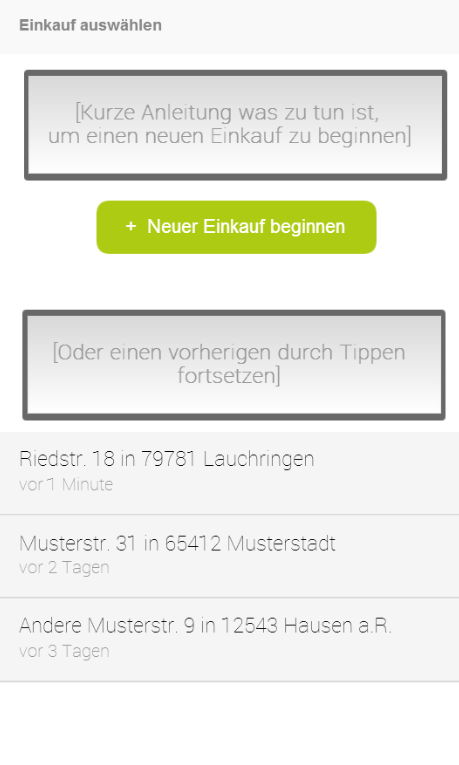 Einkauf auswählen
[Kurze Anleitung was zu tun ist,
um einen neuen Einkauf zu beginnen]
+ Neuer Einkauf beginnen
[Oder einen vorherigen durch Tippen
fortsetzen]
Riedstr. 18 in 79781 Lauchringen
vor 1 Minute
Musterstr. 31 in 65412 Musterstadt
vor 2 Tagen
Andere Musterstr. 9 in 12543 Hausen a.R.
vor 3 Tagen